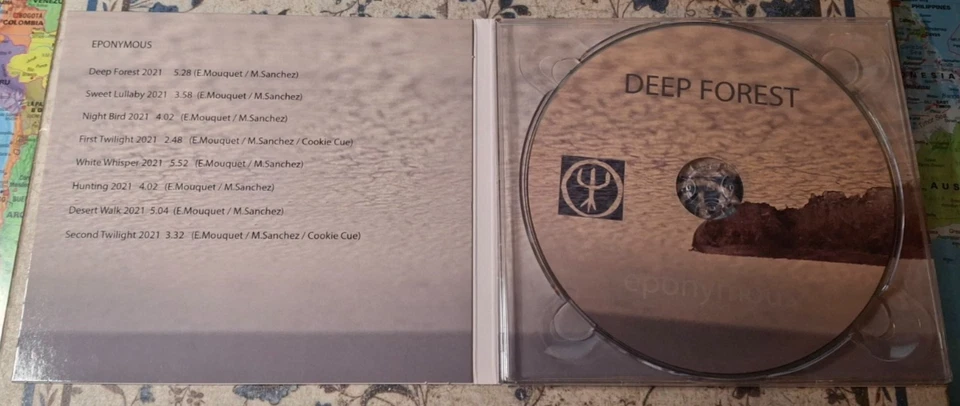 EPONYMOUS
Deep Forest 2021 5.28 (E.Mouquet / M.Sanchez)
Sweet Lullaby 2021 3.58 (E.Mouquet / M.Sanchez)
Night Bird 2021 4.02 (E.Mouquet / M.Sanchez)
First Twilight 2021 2.48 (E.Mouquet / M.Sanchez / Cookie Cue)
White Whisper 2021 5.52 (E.Mouquet / M.Sanchez)
Hunting 2021 4.02 (E.Mouquet / M.Sanchez)
Desert Walk 2021 5.04 (E.Mouquet / M.Sanchez)
Second Twilight 2021 3.32 (E.Mouquet / M.Sanchez / Cookie Cue)
DEEP FOREST
eponymous
BOGOTA
COLOMBIA
PHILIPPINES